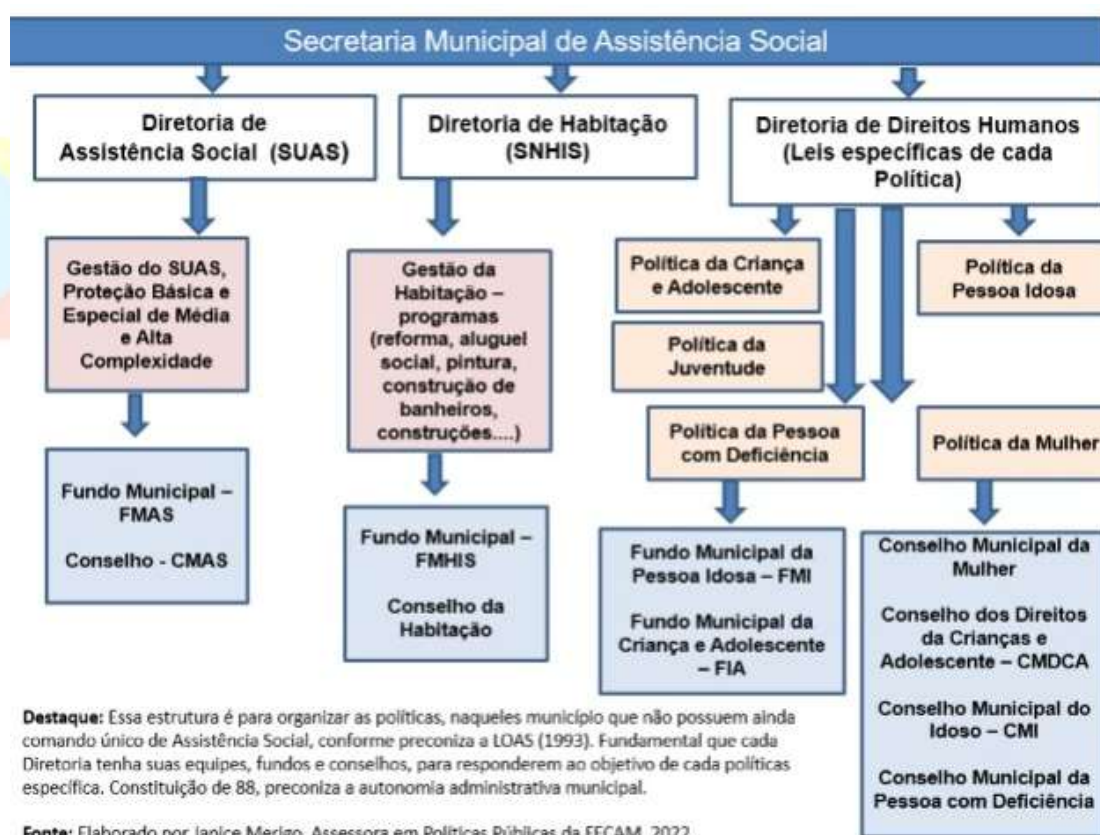 Secretaria Municipal de Assistência Social
Diretoria de
Assistência Social (SUAS)
Diretoria de Habitação
(SNHIS)
Diretoria de Direitos Humanos
(Leis específicas de cada
Política)
Gestão do SUAS,
Proteção Básica e
Especial de Média
e Alta
Complexidade
Gestão da
Habitação –
programas
(reforma, aluguel
social, pintura,
construção de
banheiros,
construções....)
Política da Criança
e Adolescente
Política da
Pessoa Idosa
Política da
Juventude
Política da Pessoa
com Deficiência
Política da Mulher
Fundo Municipal –
FMAS
Conselho - CMAS
Fundo Municipal –
FMHIS
Conselho da
Habitação
Fundo Municipal da
Pessoa Idosa – FMI
Fundo Municipal da
Criança e Adolescente
– FIA
Conselho Municipal da
Mulher
Conselho dos Direitos
da Crianças e
Adolescente – CMDCA
Conselho Municipal do
Idoso – CMI
Conselho Municipal da
Pessoa com Deficiência
Destaque: Essa estrutura é para organizar as políticas, naqueles município que não possuem ainda
comando único de Assistência Social, conforme preconiza a LOAS (1993). Fundamental que cada
Diretoria tenha suas equipes, fundos e conselhos, para responderem ao objetivo de cada políticas
específica. Constituição de 88, preconiza a autonomia administrativa municipal.
Fonte: Elaborado por Janice Merigo, Assessora em Políticas Públicas da FECAM, 2022